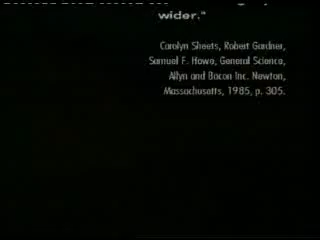 wider."
Carolyn Sheets, Robert Gardner,
Samuel F. Howe, General Science,
Allyn and Bacon Inc. Newton,
Massachusetts, 1985, p. 305.